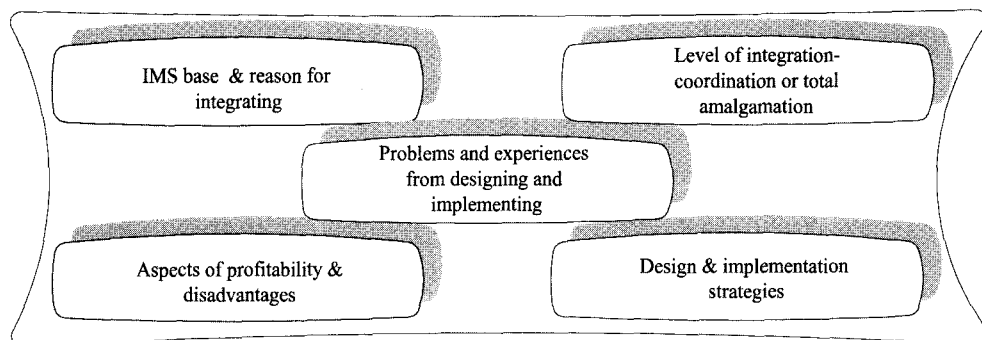 IMS base & reason for
integrating
Level of integration-
coordination or total
amalgamation
Problems and experiences
from designing and
implementing
Aspects of profitability &
disadvantages
Design & implementation
strategies